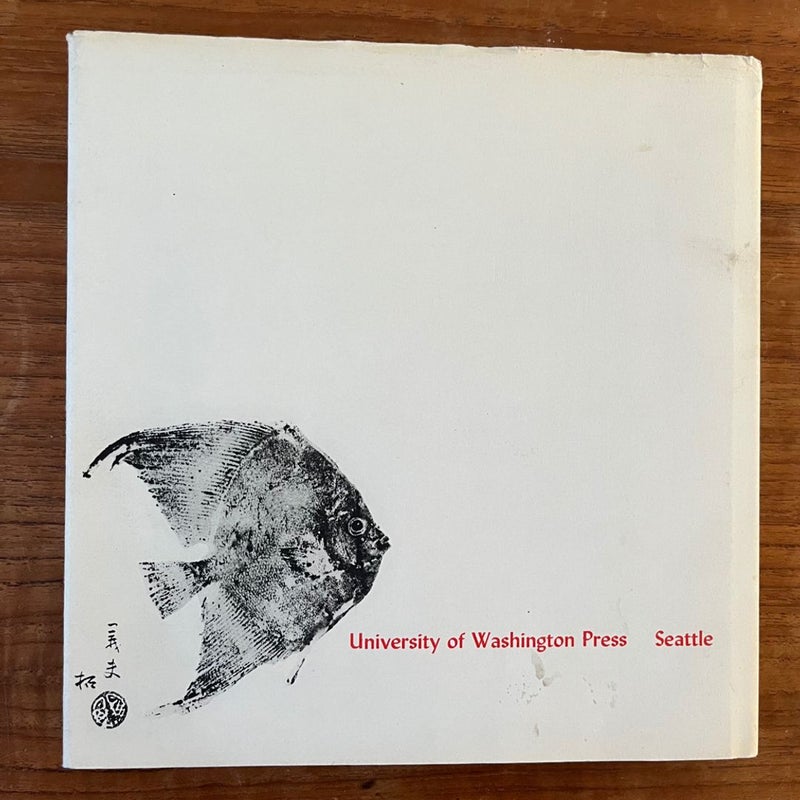 University of Washington Press Seattle
義夫
拓